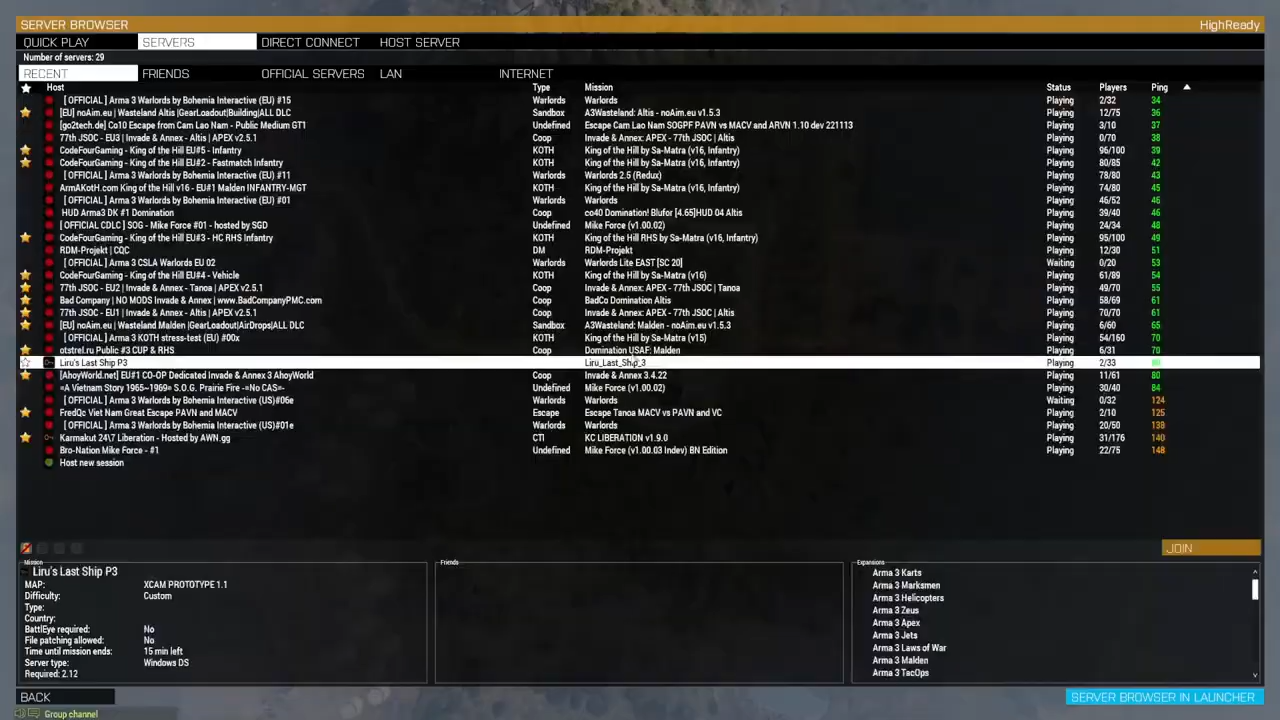 SERVER BROWSER HighReady
QUICK PLAY SERVERS DIRECT CONNECT HOST SERVER
Number of servers: 29
RECENT FRIENDS OFFICIAL SERVERS LAN INTERNET
Host Type Mission Status Players Ping
[ OFFICIAL ] Arma 3 Warlords by Bohemia Interactive (EU) #15 Warlords Warlords Playing 2/32 34
[EU] noAim.eu | Wasteland Altis |GearLoadout|Building|ALL DLC Sandbox A3Wasteland: Altis - noAim.eu v1.5.3 Playing 12/75 36
[go2tech.de] Co10 Escape from Cam Lao Nam - Public Medium GT1 Undefined Escape Cam Lao Nam SOGPF PAVN vs MACV and ARVN 1.10 dev 221113 Playing 3/10 37
77th JSOC - EU3 | Invade & Annex - Altis | APEX v2.5.1 Coop Invade & Annex: APEX - 77th JSOC | Altis Playing 0/70 38
CodeFourGaming - King of the Hill EU#5 - Infantry KOTH King of the Hill by Sa-Matra (v16, Infantry) Playing 96/100 39
CodeFourGaming - King of the Hill EU#2 - Fastmatch Infantry KOTH King of the Hill by Sa-Matra (v16, Infantry) Playing 80/85 42
[ OFFICIAL ] Arma 3 Warlords by Bohemia Interactive (EU) #11 Warlords Warlords 2.5 (Redux) Playing 78/80 43
ArmAKotH.com King of the Hill v16 - EU#1 Malden INFANTRY-MGT KOTH King of the Hill by Sa-Matra (v16, Infantry) Playing 74/80 45
[ OFFICIAL ] Arma 3 Warlords by Bohemia Interactive (EU) #01 Warlords Warlords Playing 46/52 46
HUD Arma3 DK #1 Domination Coop co40 Domination! Blufor [4.65]HUD 04 Altis Playing 39/40 46
[ OFFICIAL CDLC ] SOG - Mike Force #01 - hosted by SGD Undefined Mike Force (v1.00.02) Playing 24/34 48
CodeFourGaming - King of the Hill EU#3 - HC RHS Infantry KOTH King of the Hill RHS by Sa-Matra (v16, Infantry) Playing 95/100 49
RDM-Projekt | CQC DM RDM-Projekt Playing 12/30 51
[ OFFICIAL ] Arma 3 CSLA Warlords EU 02 Warlords Warlords Lite EAST [SC 20] Waiting 0/20 53
CodeFourGaming - King of the Hill EU#4 - Vehicle KOTH King of the Hill by Sa-Matra (v16) Playing 61/89 54
77th JSOC - EU2 | Invade & Annex - Tanoa | APEX v2.5.1 Coop Invade & Annex: APEX - 77th JSOC | Tanoa Playing 49/70 55
Bad Company | NO MODS Invade & Annex | www.BadCompanyPMC.com Coop BadCo Domination Altis Playing 58/69 61
77th JSOC - EU1 | Invade & Annex - Altis | APEX v2.5.1 Coop Invade & Annex: APEX - 77th JSOC | Altis Playing 70/70 61
[EU] noAim.eu | Wasteland Malden |GearLoadout|AirDrops|ALL DLC Sandbox A3Wasteland: Malden - noAim.eu v1.5.3 Playing 6/60 65
[ OFFICIAL ] Arma 3 KOTH stress-test (EU) #00x KOTH King of the Hill by Sa-Matra (v15) Playing 54/160 70
otstrel.ru Public #3 CUP & RHS Coop Domination USAF: Malden Playing 6/31 70
Liru's Last Ship P3 Liru_Last_Ship_3 Playing 2/33
[AhoyWorld.net] EU#1 CO-OP Dedicated Invade & Annex 3 AhoyWorld Coop Invade & Annex 3.4.22 Playing 11/61 80
=A Vietnam Story 1965~1969= S.O.G. Prairie Fire -=No CAS=- Undefined Mike Force (v1.00.02) Playing 30/40 84
[ OFFICIAL ] Arma 3 Warlords by Bohemia Interactive (US)#06e Warlords Warlords Waiting 0/32 124
FredQc Viet Nam Great Escape PAVN and MACV Escape Escape Tanoa MACV vs PAVN and VC Playing 2/10 125
[ OFFICIAL ] Arma 3 Warlords by Bohemia Interactive (US)#01e Warlords Warlords Playing 20/50 138
Karmakut 24\7 Liberation - Hosted by AWN.gg CTI KC LIBERATION v1.9.0 Playing 31/176 140
Bro-Nation Mike Force - #1 Undefined Mike Force (v1.00.03 Indev) BN Edition Playing 22/75 148
Host new session
JOIN
Mission Friends Expansions
Liru's Last Ship P3
MAP: XCAM PROTOTYPE 1.1
Difficulty: Custom
Type:
Country:
BattlEye required: No
File patching allowed: No
Time until mission ends: 15 min left
Server type: Windows DS
Required: 2.12
Arma 3 Karts
Arma 3 Marksmen
Arma 3 Helicopters
Arma 3 Zeus
Arma 3 Apex
Arma 3 Jets
Arma 3 Laws of War
Arma 3 Malden
Arma 3 TacOps
BACK SERVER BROWSER IN LAUNCHER
Group channel